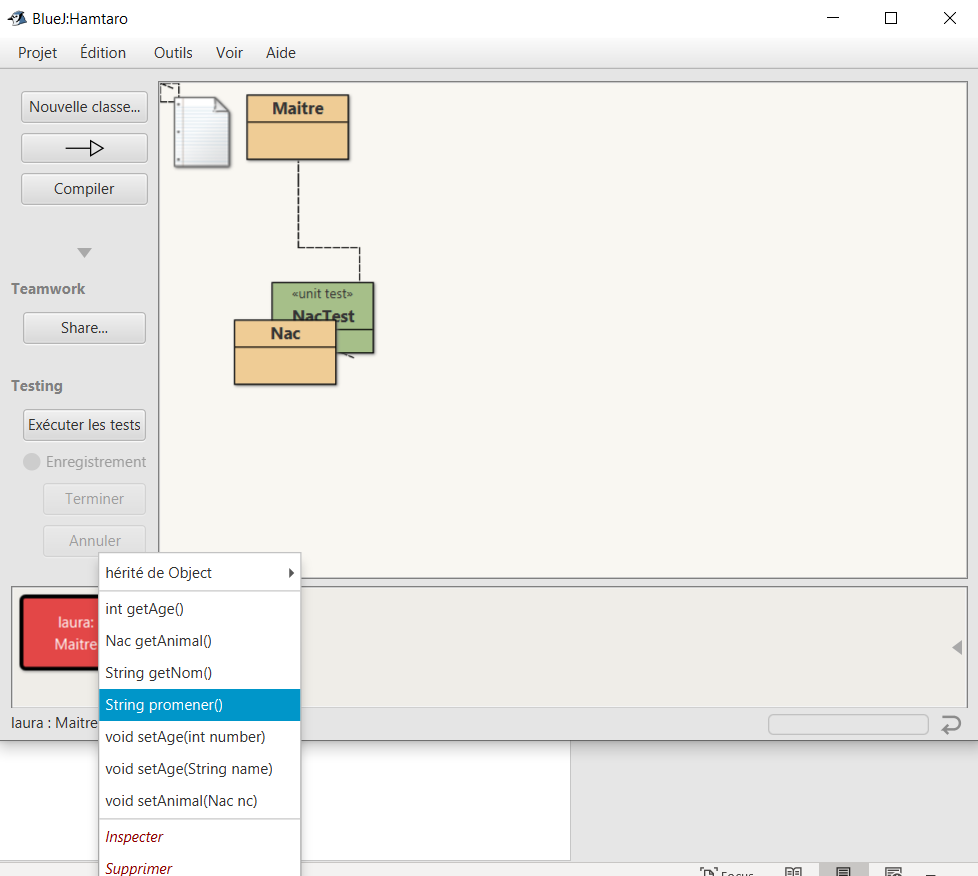 BlueJ:Hamtaro
Projet Édition Outils Voir Aide
Nouvelle classe...
Compiler
Teamwork
Share...
Testing
Exécuter les tests
Enregistrement
Terminer
Annuler
Maitre
«unit test»
NacTest
Nac
laura:
Maitre
hérité de Object
int getAge()
Nac getAnimal()
String getNom()
String promener()
void setAge(int number)
void setAge(String name)
void setAnimal(Nac nc)
Inspecter
Supprimer
laura : Maitre
Focus